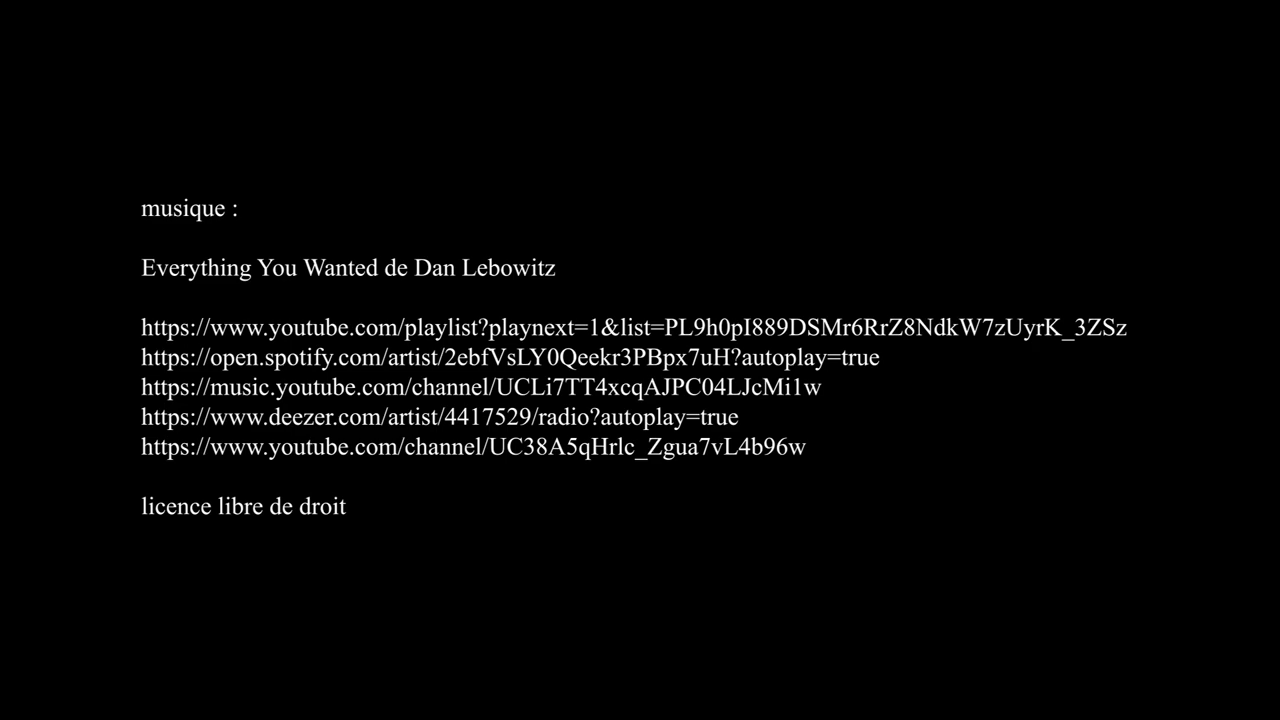 musique :
Everything You Wanted de Dan Lebowitz
https://www.youtube.com/playlist?playnext=1&list=PL9h0pI889DSMr6RrZ8NdkW7zUyrK_3ZSz
https://open.spotify.com/artist/2ebfVsLY0Qeekr3PBpx7uH?autoplay=true
https://music.youtube.com/channel/UCLi7TT4xcqAJPC04LJcMi1w
https://www.deezer.com/artist/4417529/radio?autoplay=true
https://www.youtube.com/channel/UC38A5qHrlc_Zgua7vL4b96w
licence libre de droit